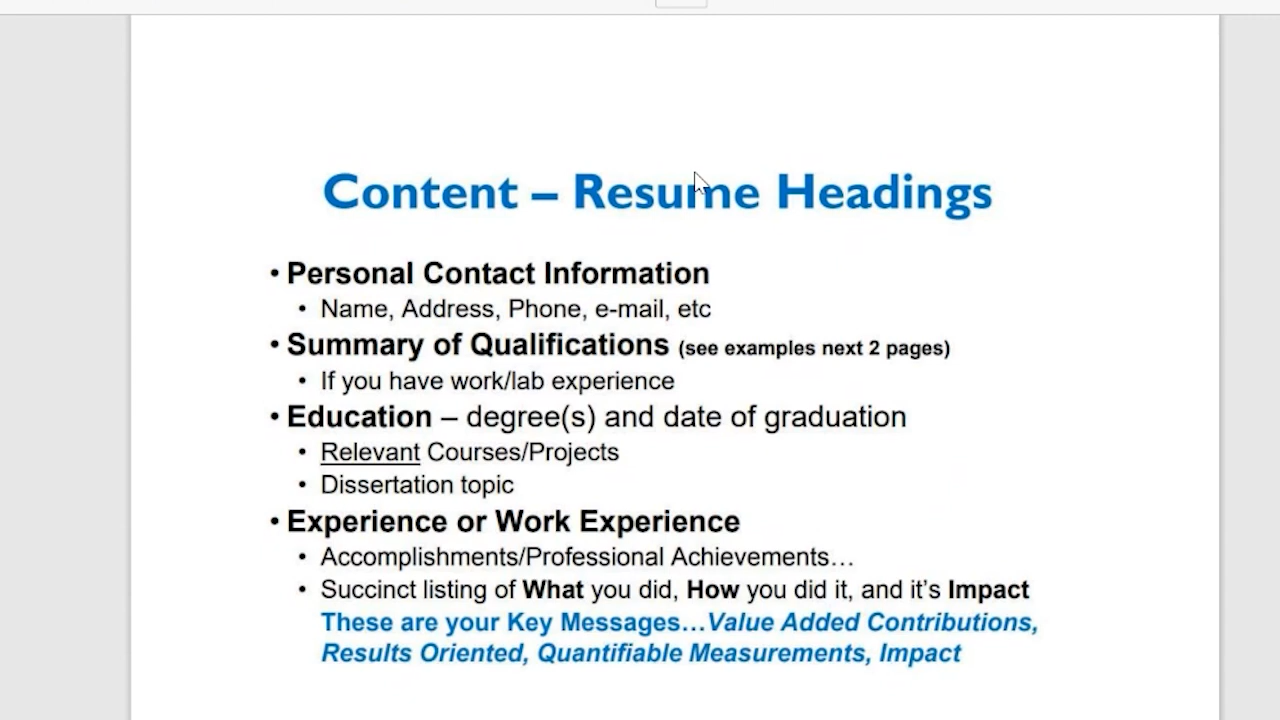 Content – Resume Headings
• Personal Contact Information
• Name, Address, Phone, e-mail, etc
• Summary of Qualifications (see examples next 2 pages)
• If you have work/lab experience
• Education – degree(s) and date of graduation
• Relevant Courses/Projects
• Dissertation topic
• Experience or Work Experience
• Accomplishments/Professional Achievements…
• Succinct listing of What you did, How you did it, and it’s Impact
These are your Key Messages…Value Added Contributions,
Results Oriented, Quantifiable Measurements, Impact